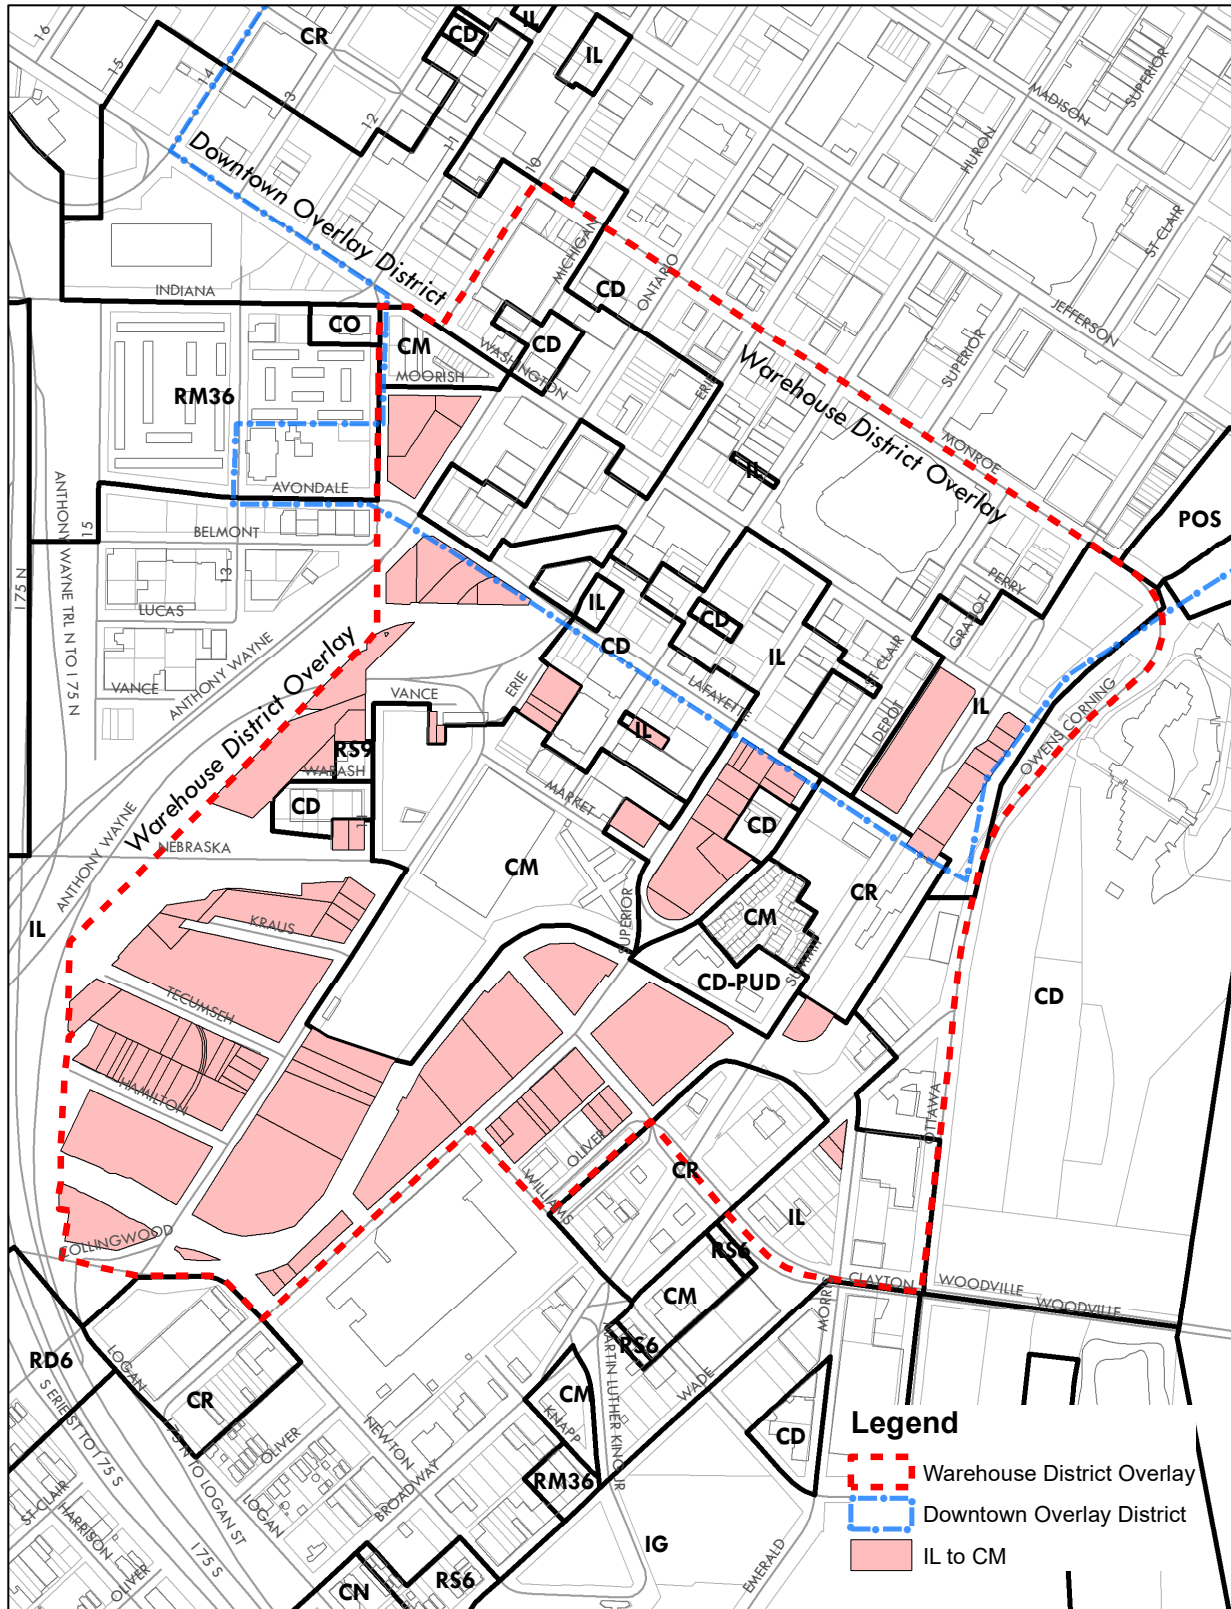 16
15
14
CR
3
12
CD
11
IL
IL
10
MADISON
SUPERIOR
HURON
ST CLAIR
Downtown Overlay District
MICHIGAN
ONTARIO
JEFFERSON
INDIANA
CO
CM
MOORISH
WASHINGTON
CD
CD
ERIE
SUPERIOR
Warehouse District Overlay
MONROE
RM36
AVONDALE
BELMONT
15
13
LUCAS
VANCE
ANTHONY WAYNE
ANTHONY WAYNE TRL N TO I 75 N
I 75 N
IL
POS
PERRY
GRADOT
IL
CD
CD
IL
ST CLAIR
DEPOT
IL
LAFAYETTE
ERIE
VANCE
Warehouse District Overlay
RS9
WABASH
CD
IL
MARKET
OWENS CORNING
CD
ANTHONY WAYNE
NEBRASKA
CM
CR
CM
SUPERIOR
SUMMIT
CD-PUD
IL
KRAUS
TECUMSEH
HAMILTON
CD
OTTAWA
COLLINGWOOD
WILLIAMS
OLIVER
CR
IL
RS6
CM
RS6
CLAYTON
WOODVILLE
WOODVILLE
MORRIS
MARTIN LUTHER KING JR
WADE
RD6
LOGAN
CR
S ERIE ST TO I 75 S
I 75 N TO LOGAN ST
OLIVER
LOGAN
NEWTON
BROADWAY
CM
KNAPP
RM36
CD
ST CLAIR
HARRISON
OLIVER
I 75 S
CN
RS6
IG
EMERALD
Legend
Warehouse District Overlay
Downtown Overlay District
IL to CM